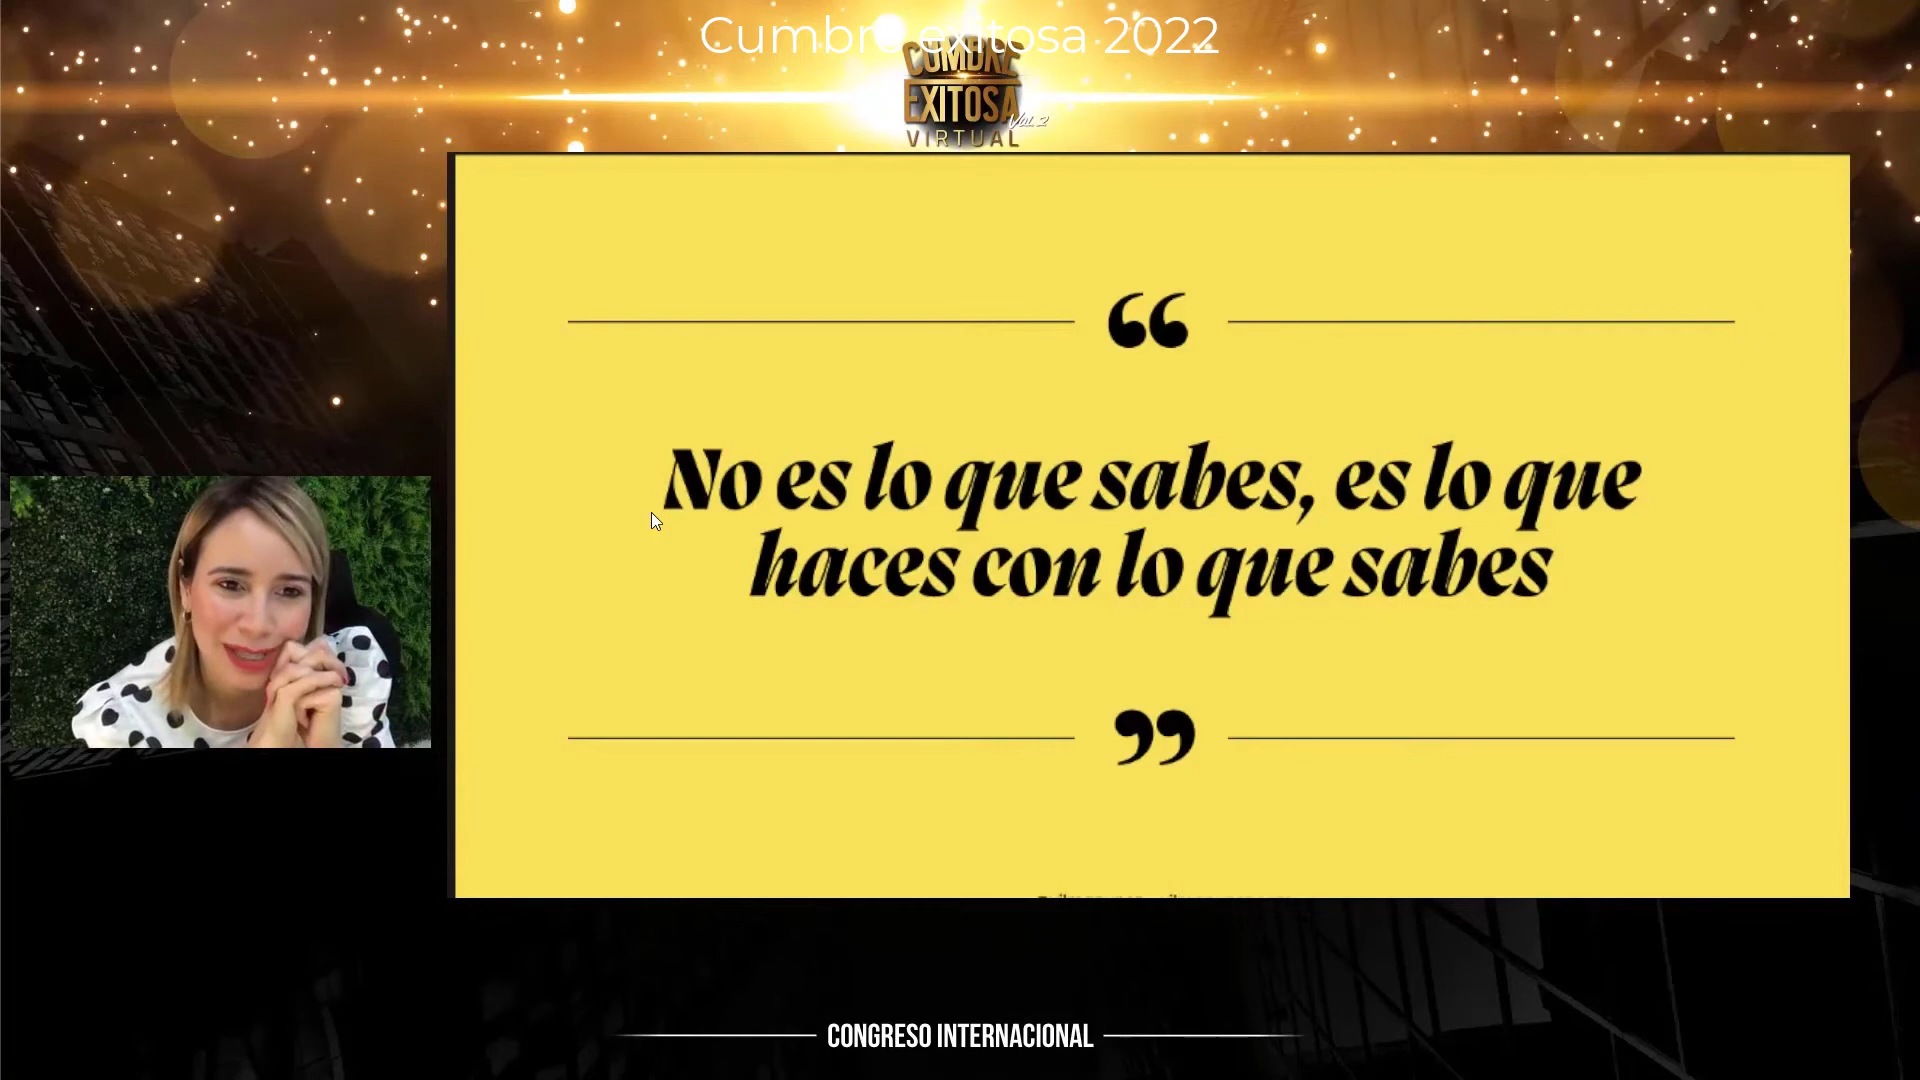 Cumbre exitosa 2022
CUMBRE
EXITOSA
Vol. 2
VIRTUAL
“
No es lo que sabes, es lo que
haces con lo que sabes
”
CONGRESO INTERNACIONAL